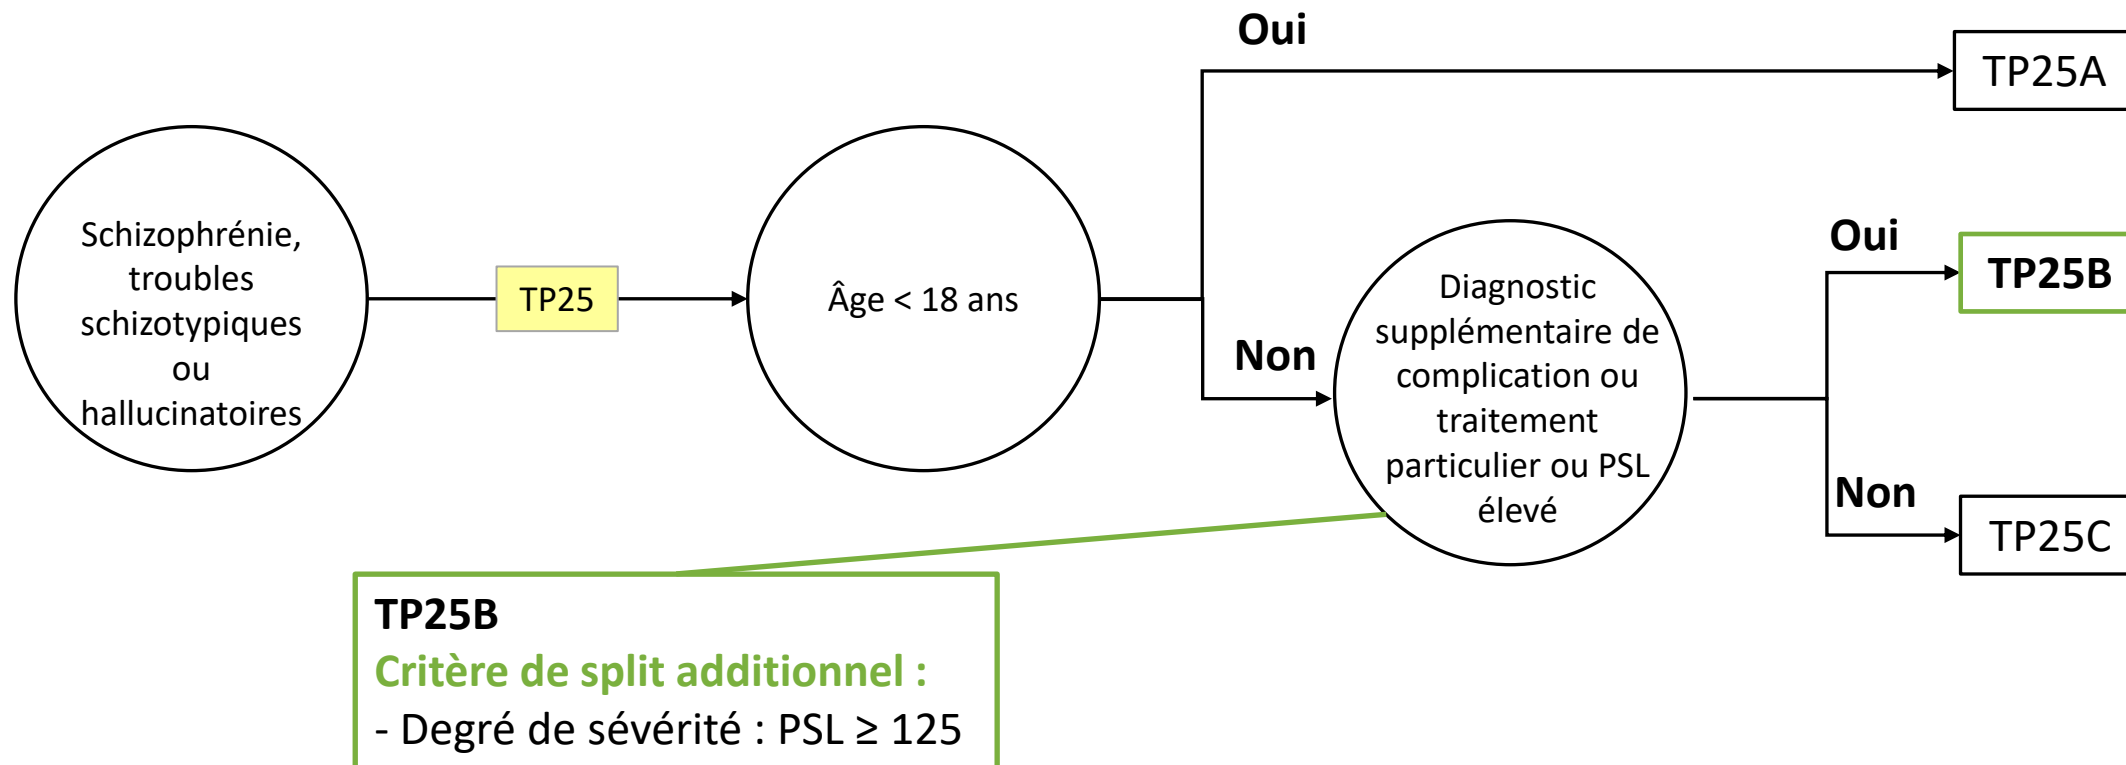 Schizophrénie,
troubles
schizotypiques
ou
hallucinatoires
TP25
Âge < 18 ans
Oui
TP25A
Non
Diagnostic
supplémentaire de
complication ou
traitement
particulier ou PSL
élevé
Oui
TP25B
Non
TP25C
TP25B
Critère de split additionnel :
- Degré de sévérité : PSL ≥ 125